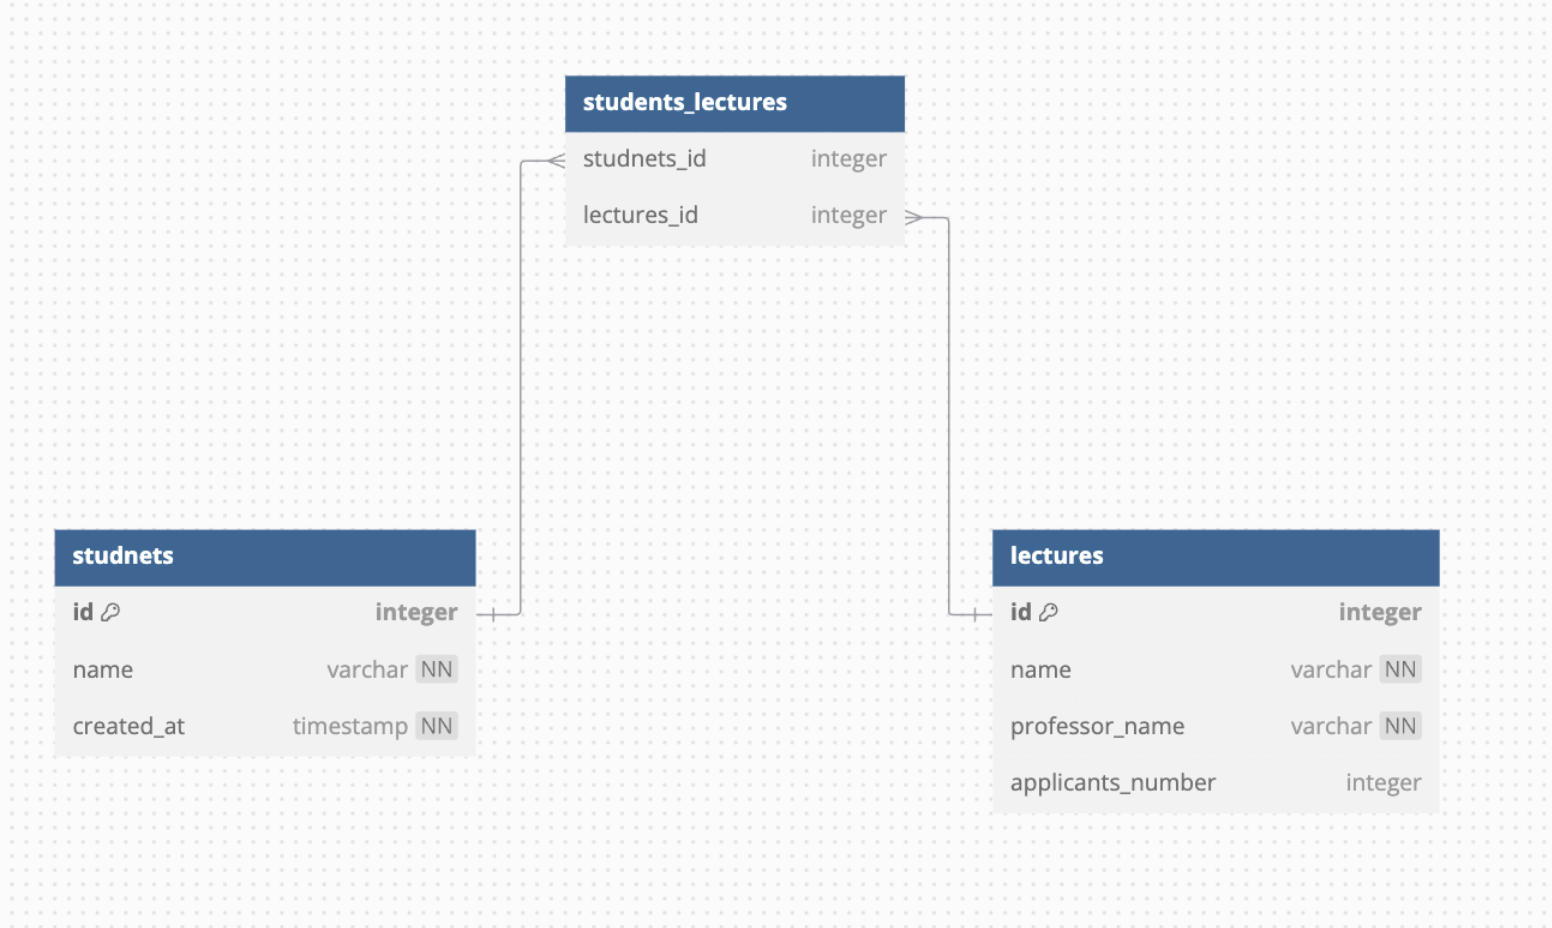 students_lectures
studnets_id integer
lectures_id integer
studnets
id integer
name varchar NN
created_at timestamp NN
lectures
id integer
name varchar NN
professor_name varchar NN
applicants_number integer